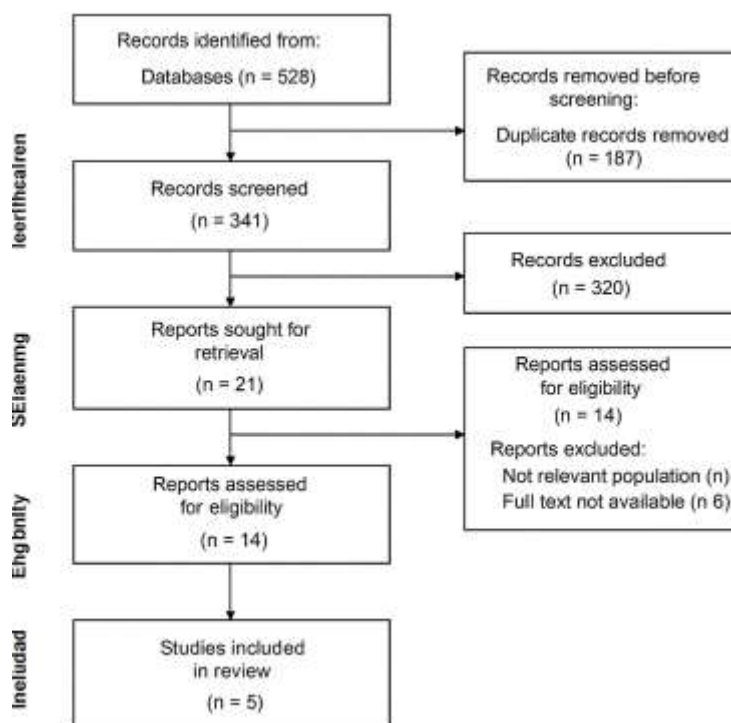 Records identified from:
Databases (n = 528)
Records removed before
screening:
Duplicate records removed
(n = 187)
leerIthcalren
Records screened
(n = 341)
Records excluded
(n = 320)
SElaenmg
Reports sought for
retrieval
(n = 21)
Reports assessed
for eligibility
(n = 14)
Reports excluded:
Not relevant population (n)
Full text not available (n 6)
Ehgbnity
Reports assessed
for eligibility
(n = 14)
Ineludad
Studies included
in review
(n = 5)